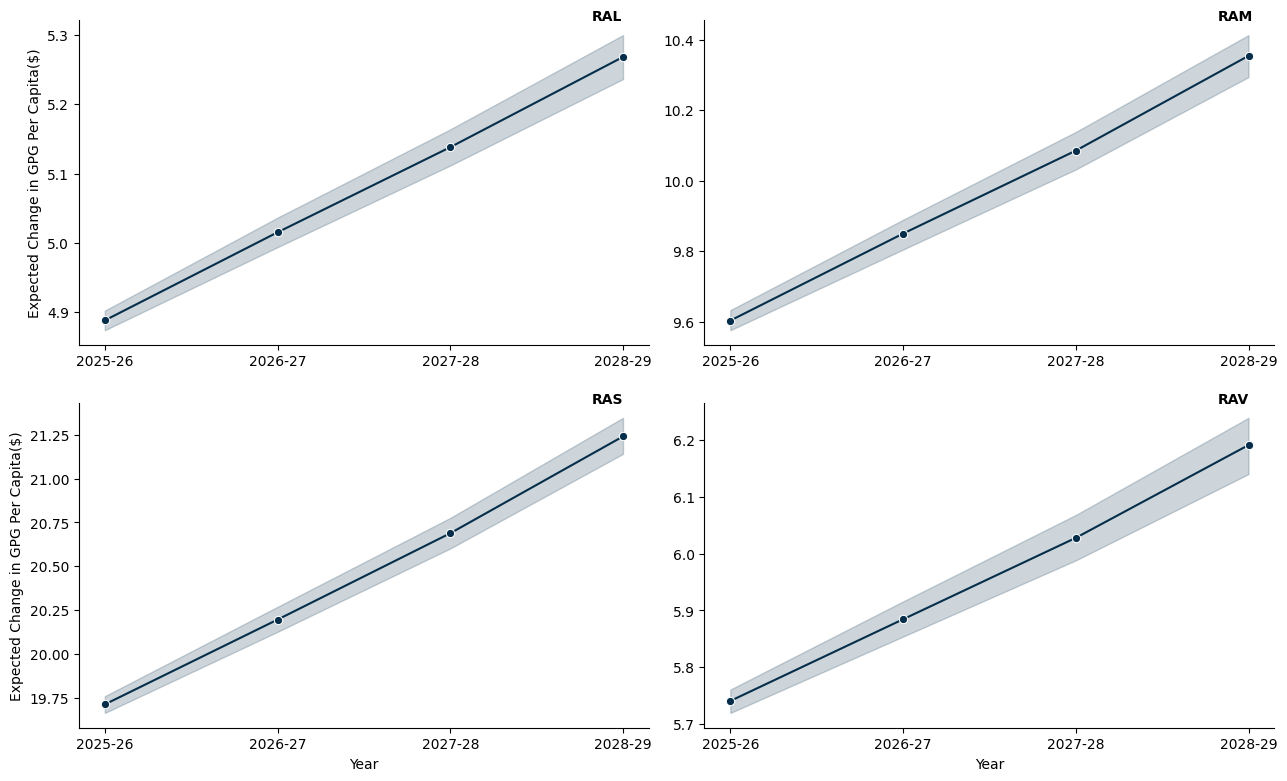 RAL
Expected Change in GPG Per Capita($)
5.3
5.2
5.1
5.0
4.9
2025-26 2026-27 2027-28 2028-29
RAM
10.4
10.2
10.0
9.8
9.6
2025-26 2026-27 2027-28 2028-29
RAS
Expected Change in GPG Per Capita($)
21.25
21.00
20.75
20.50
20.25
20.00
19.75
2025-26 2026-27 2027-28 2028-29
Year
RAV
6.2
6.1
6.0
5.9
5.8
5.7
2025-26 2026-27 2027-28 2028-29
Year